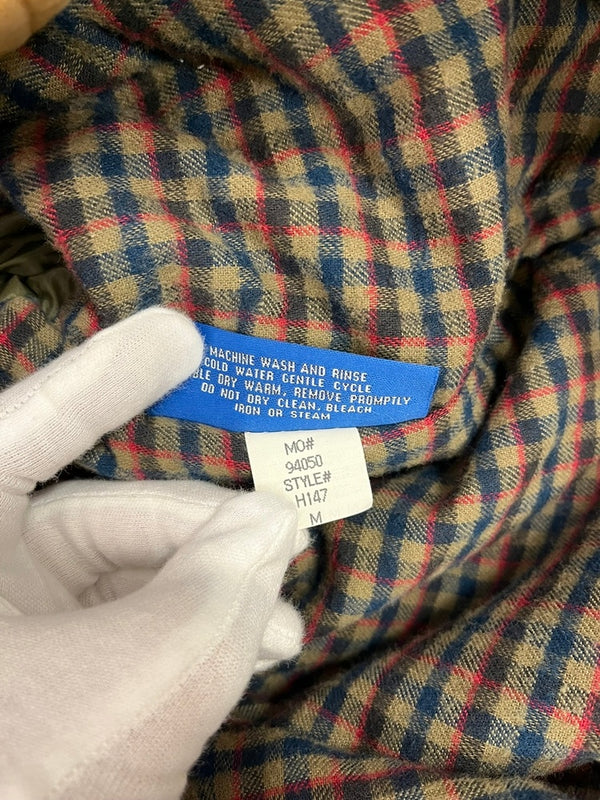 MACHINE WASH AND RINSE
COLD WATER GENTLE CYCLE
DRY WARM, REMOVE PROMPTLY
DO NOT DRY CLEAN, BLEACH
IRON OR STEAM
MO#
94050
STYLE#
H147
M